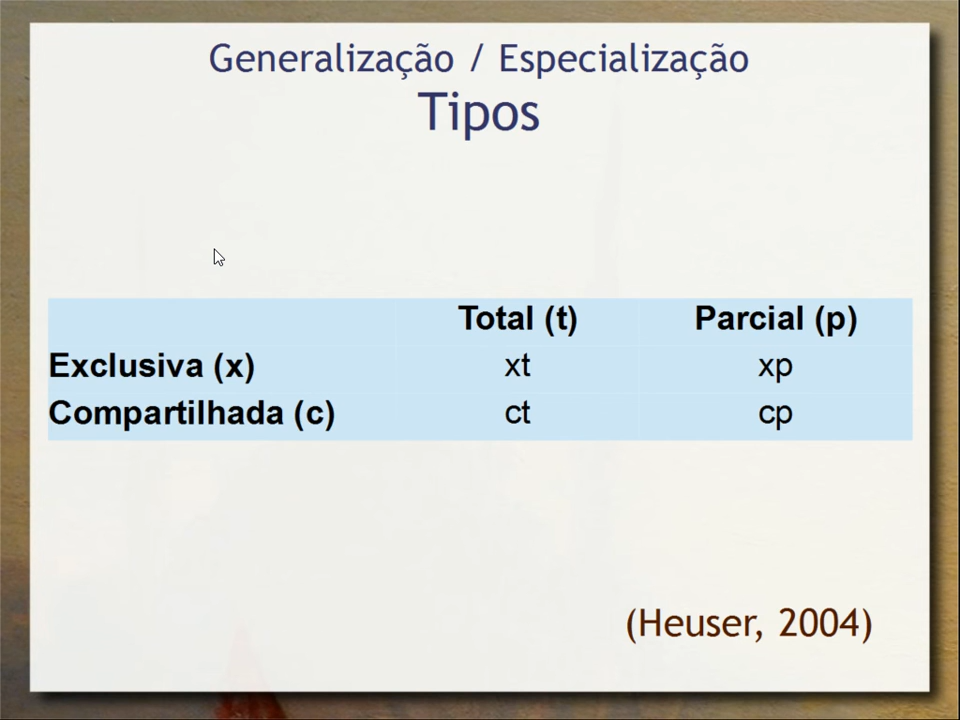 Generalização / Especialização
Tipos
Total (t) Parcial (p)
Exclusiva (x) xt xp
Compartilhada (c) ct cp
(Heuser, 2004)